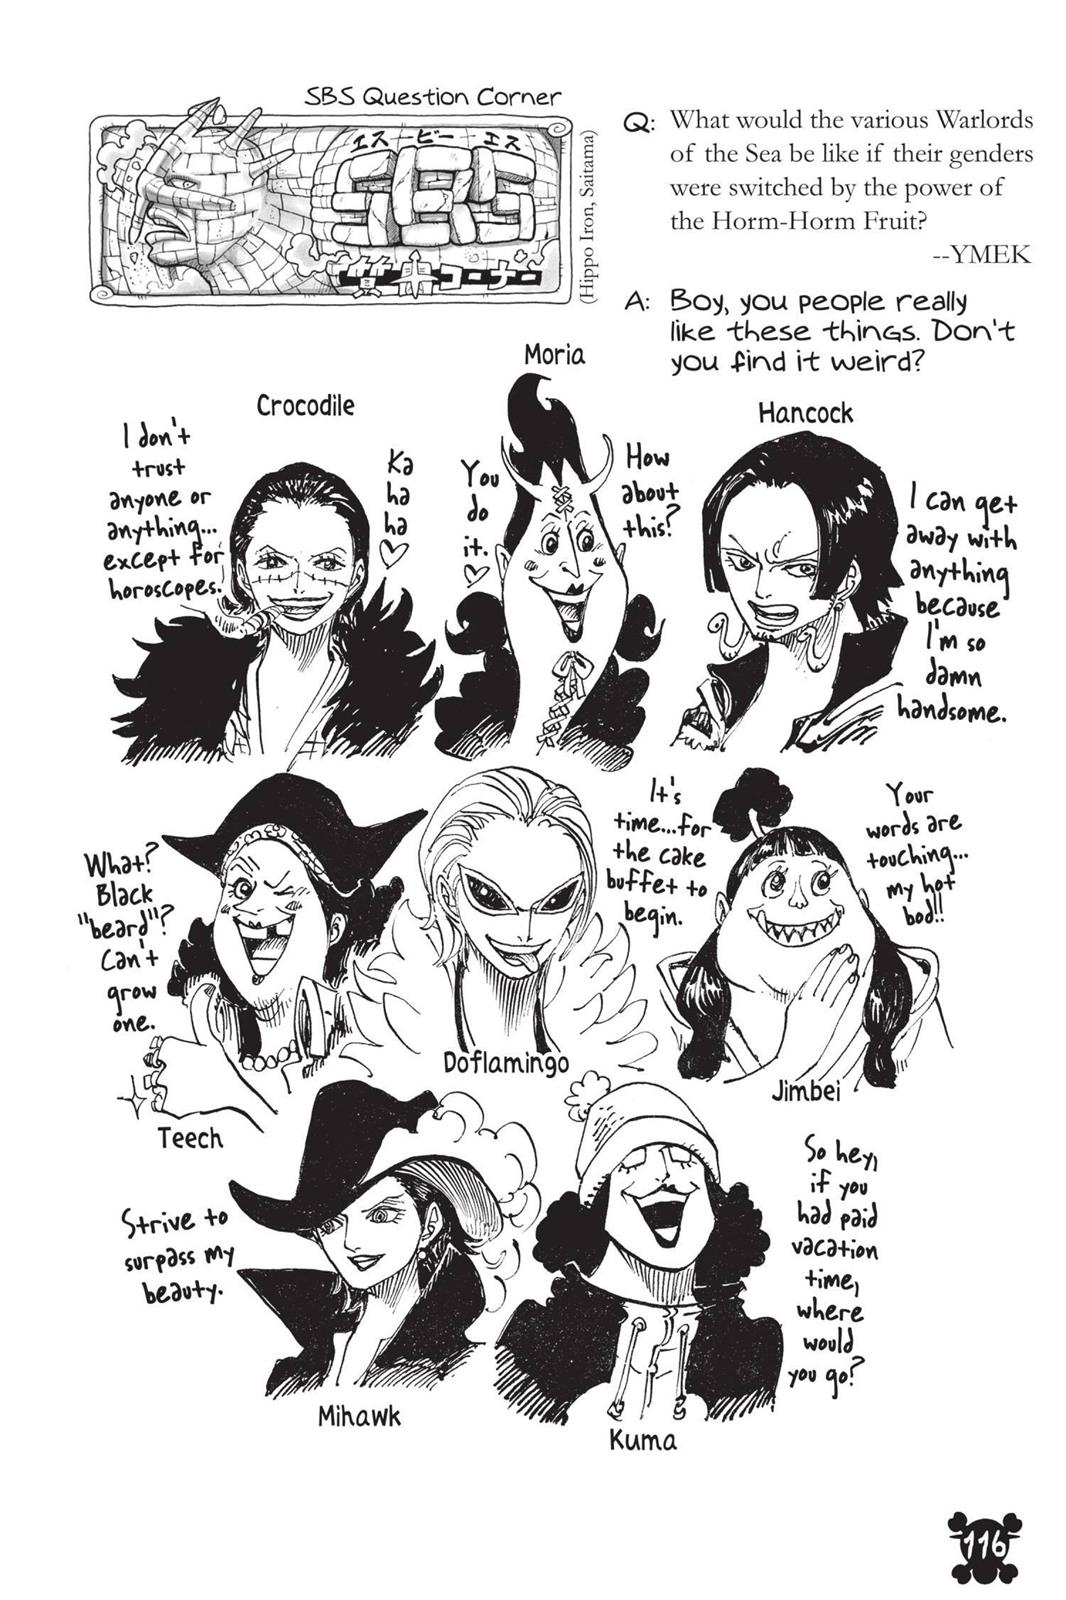 SBS Question Corner
エス ビー エス
SBS
質問コーナー
(Hippo Iron, Saitama)
Q: What would the various Warlords
of the Sea be like if their genders
were switched by the power of
the Horm-Horm Fruit?
--YMEK
A: Boy, you people really
like these things. Don't
you find it weird?
Crocodile
I don't
trust
anyone or
anything...
except for
horoscopes.
Ka
ha
ha
♡
Moria
You
do
it.
♡
How
about
this?
Hancock
I can get
away with
anything
because
I'm so
damn
handsome.
What?
Black
"beard"?
Can't
grow
one.
Teech
Doflamingo
It's
time...for
the cake
buffet to
begin.
Your
words are
touching...
my hot
bod!!
Jimbei
Strive to
surpass my
beauty.
Mihawk
So hey,
if you
had paid
vacation
time,
where
would
you go?
Kuma
116